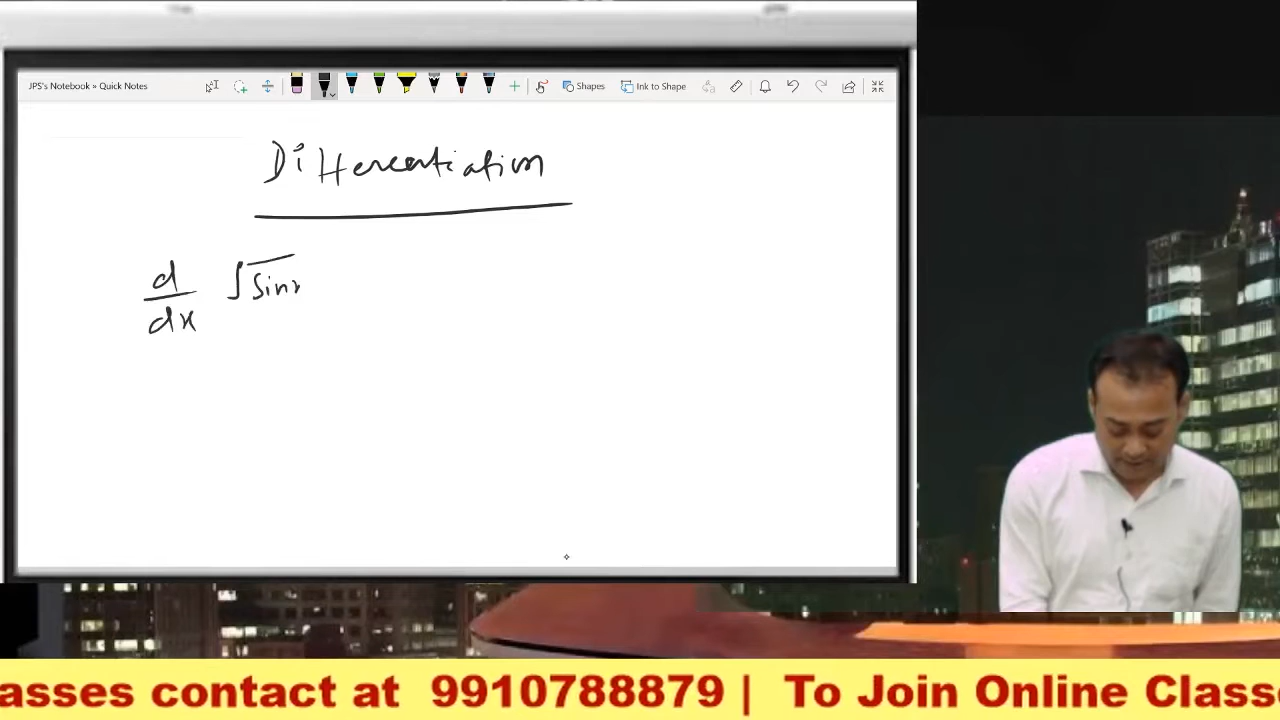 JPS's Notebook » Quick Notes
Shapes
Ink to Shape
Differentiation
d/dx √sinx
asses contact at 9910788879 | To Join Online Classe